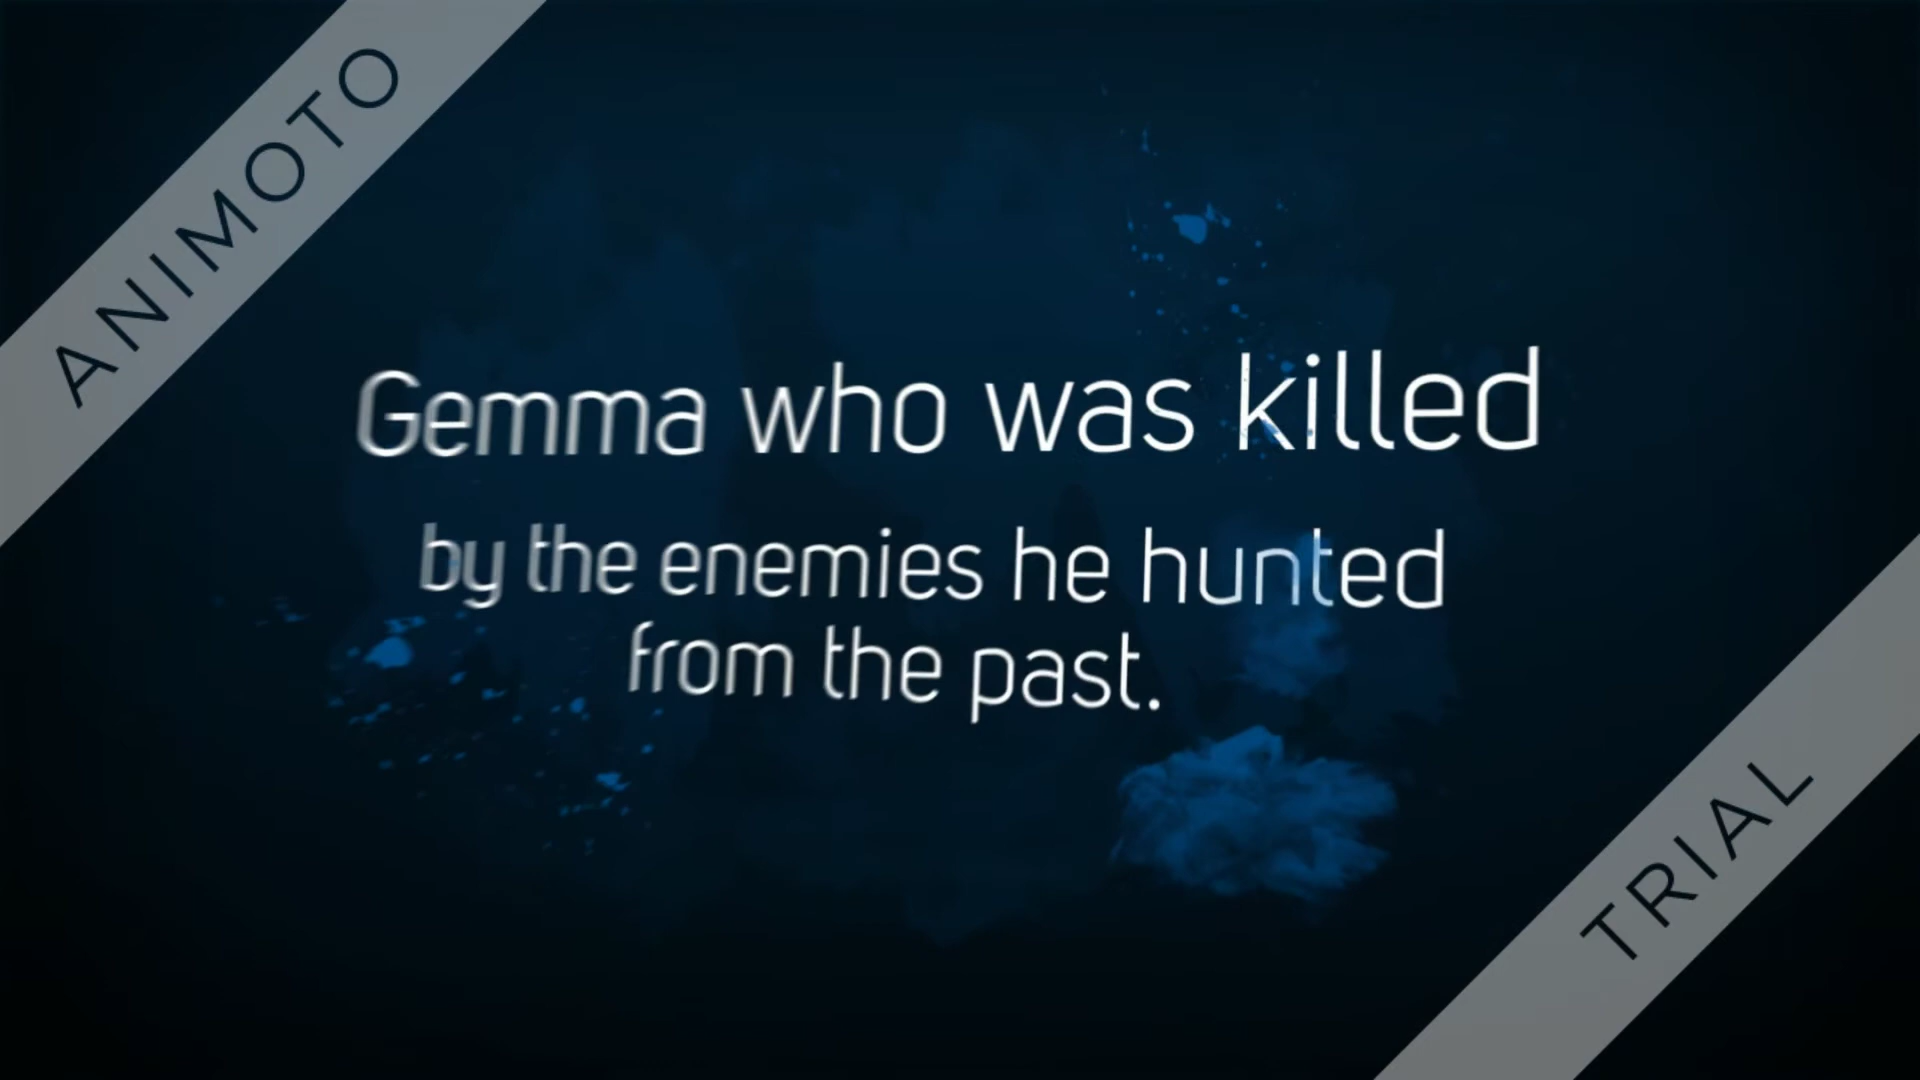 ANIMOTO
Gemma who was killed
by the enemies he hunted
from the past.
TRIAL